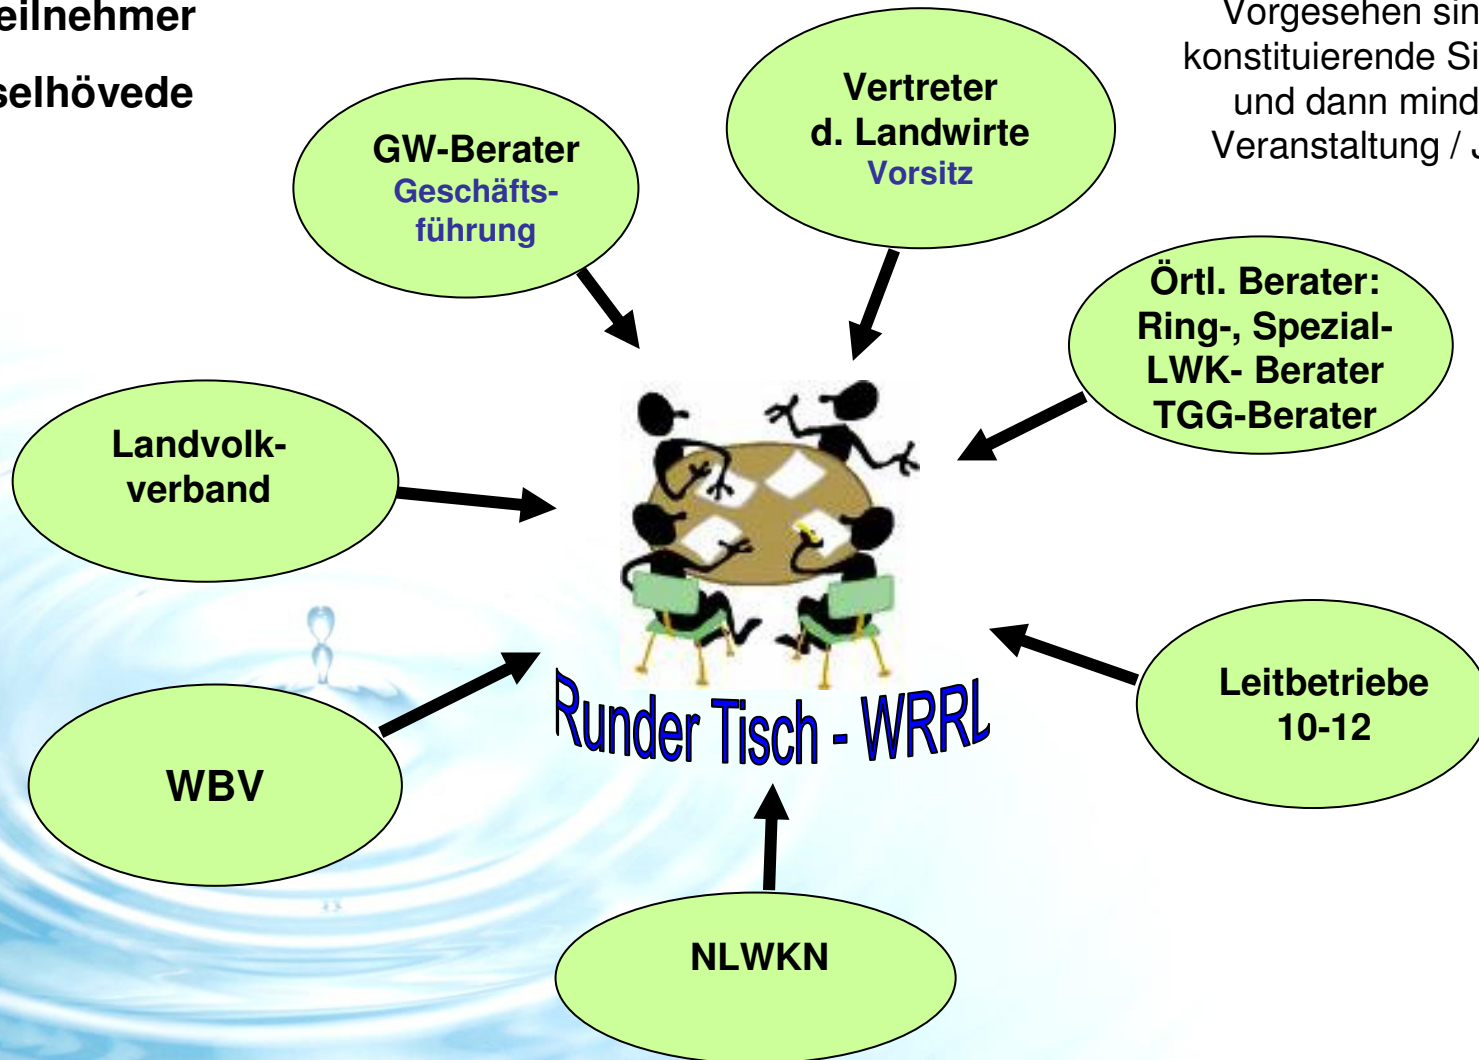 eilnehmer
selhövede
Vorgesehen sin
konstituierende Si
und dann mind
Veranstaltung /
GW-Berater
Geschäfts-
führung
Vertreter
d. Landwirte
Vorsitz
Örtl. Berater:
Ring-, Spezial-
LWK- Berater
TGG-Berater
Landvolk-
verband
Leitbetriebe
10-12
WBV
Runder Tisch - WRRL
NLWKN